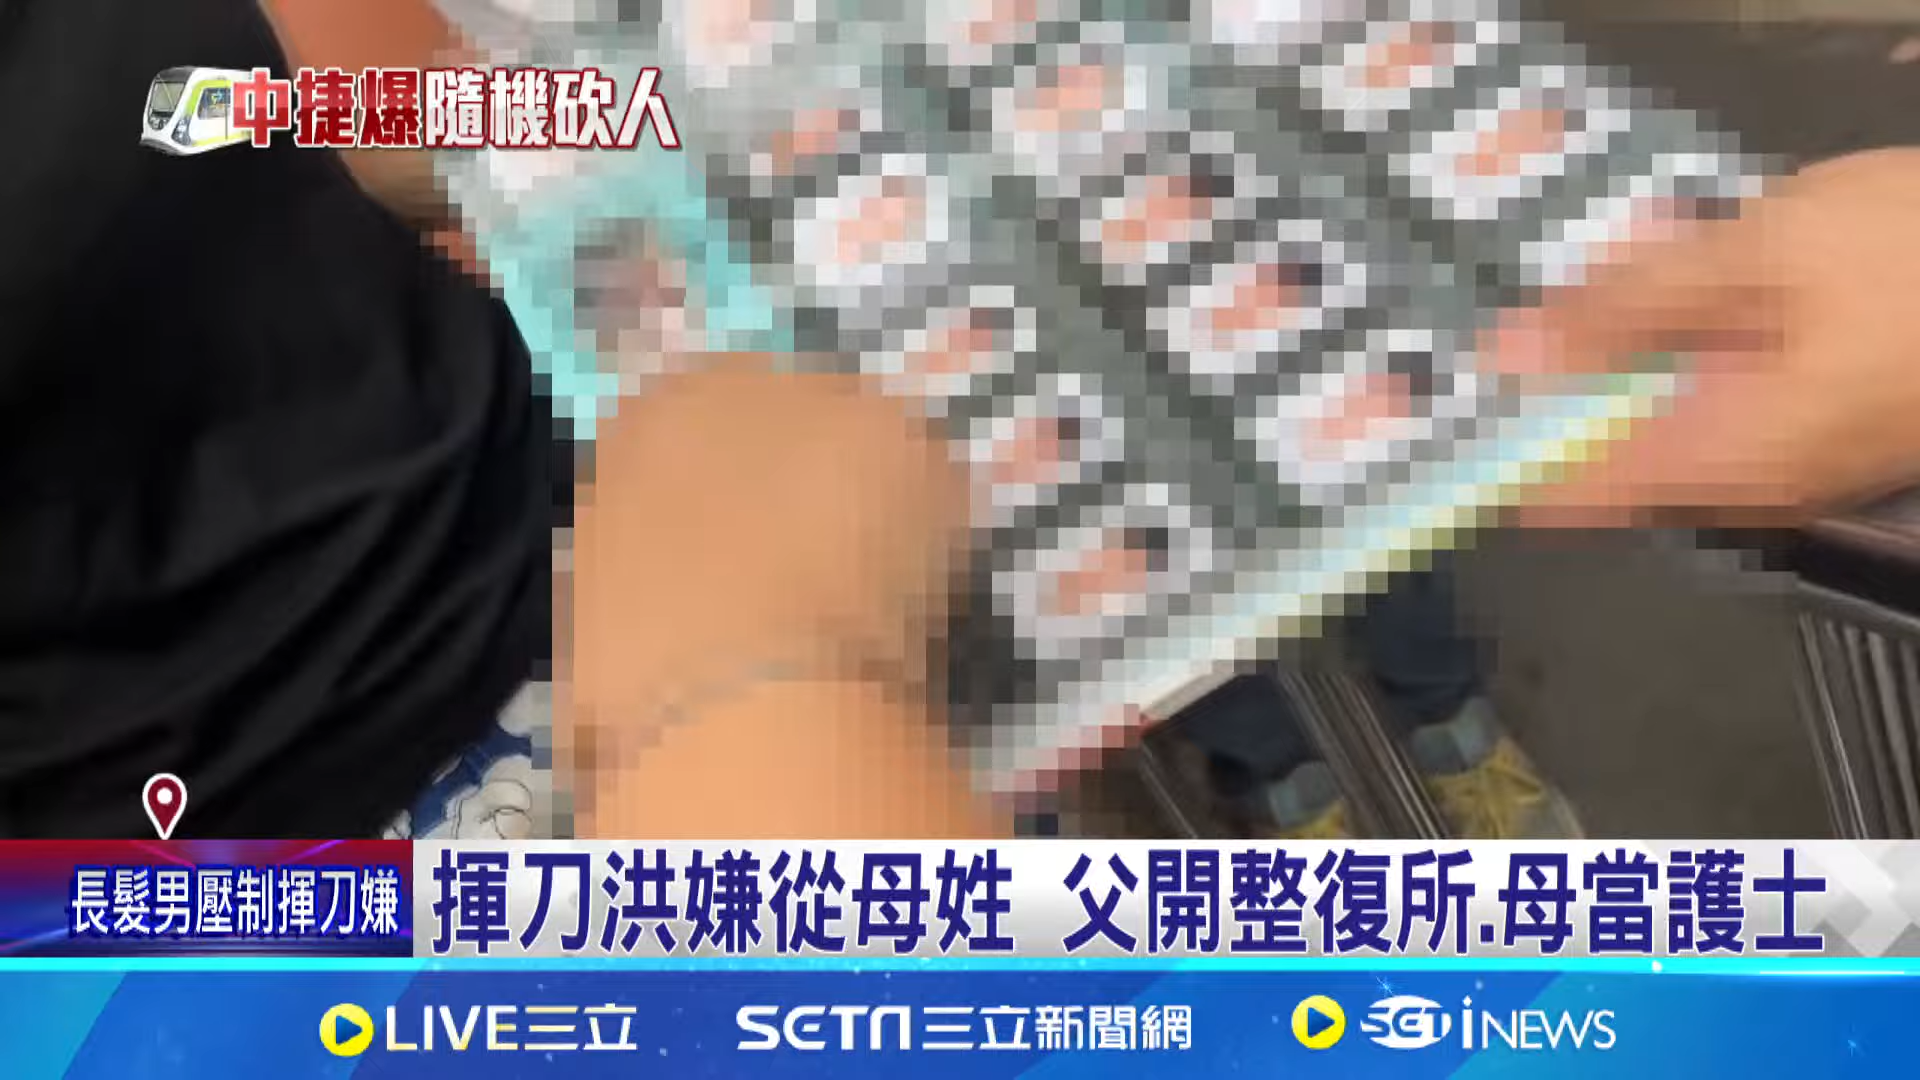 中捷爆隨機砍人
長髮男壓制揮刀嫌
揮刀洪嫌從母姓 父開整復所.母當護士
LIVE三立
SETN三立新聞網
SET iNEWS